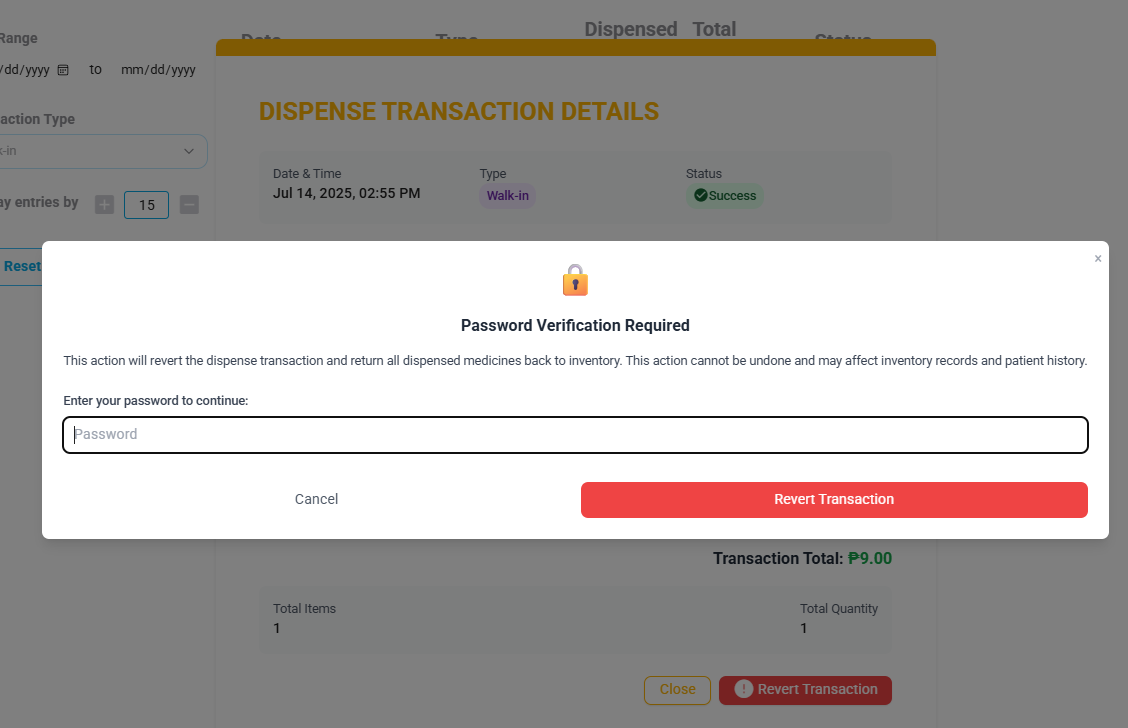 Range
/dd/yyyy to mm/dd/yyyy
action Type
k-in
ay entries by + 15 −
Reset
Dispensed Total
Date Type Status
DISPENSE TRANSACTION DETAILS
Date & Time Type Status
Jul 14, 2025, 02:55 PM Walk-in Success
×
Password Verification Required
This action will revert the dispense transaction and return all dispensed medicines back to inventory. This action cannot be undone and may affect inventory records and patient history.
Enter your password to continue:
Password
Cancel Revert Transaction
Transaction Total: ₱9.00
Total Items Total Quantity
1 1
Close ! Revert Transaction